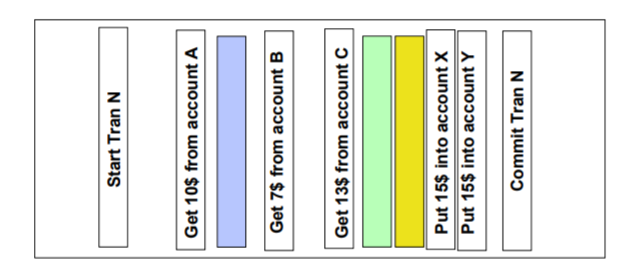 Start Tran N
Get 10$ from account A
Get 7$ from account B
Get 13$ from account C
Put 15$ into account X
Put 15$ into account Y
Commit Tran N